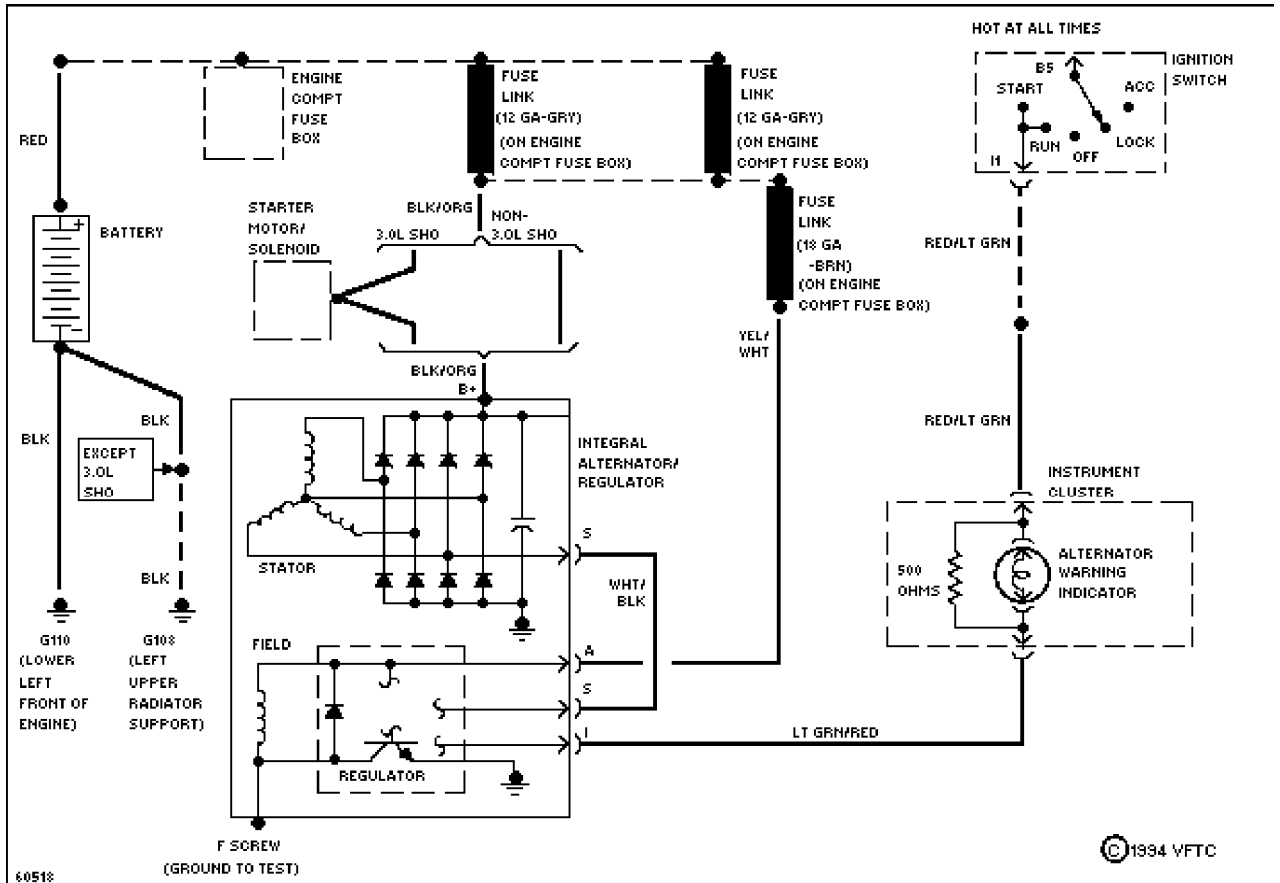 HOT AT ALL TIMES
IGNITION
SWITCH
B5
START
ACC
LOCK
OFF
RUN
I1
ENGINE
COMPT
FUSE
BOX
FUSE
LINK
(12 GA-GRY)
(ON ENGINE
COMPT FUSE BOX)
FUSE
LINK
(12 GA-GRY)
(ON ENGINE
COMPT FUSE BOX)
RED
BATTERY
+
-
STARTER
MOTOR/
SOLENOID
BLK/ORG
3.0L SHO
NON-
3.0L SHO
FUSE
LINK
(18 GA
-BRN)
(ON ENGINE
COMPT FUSE BOX)
RED/LT GRN
YEL/
WHT
BLK/ORG
B+
BLK
BLK
EXCEPT
3.0L
SHO
BLK
INTEGRAL
ALTERNATOR/
REGULATOR
RED/LT GRN
INSTRUMENT
CLUSTER
500
OHMS
ALTERNATOR
WARNING
INDICATOR
STATOR
S
WHT/
BLK
G110
(LOWER
LEFT
FRONT OF
ENGINE)
G108
(LEFT
UPPER
RADIATOR
SUPPORT)
FIELD
A
S
I
LT GRN/RED
REGULATOR
F SCREW
(GROUND TO TEST)
60518
©1994 VFTC